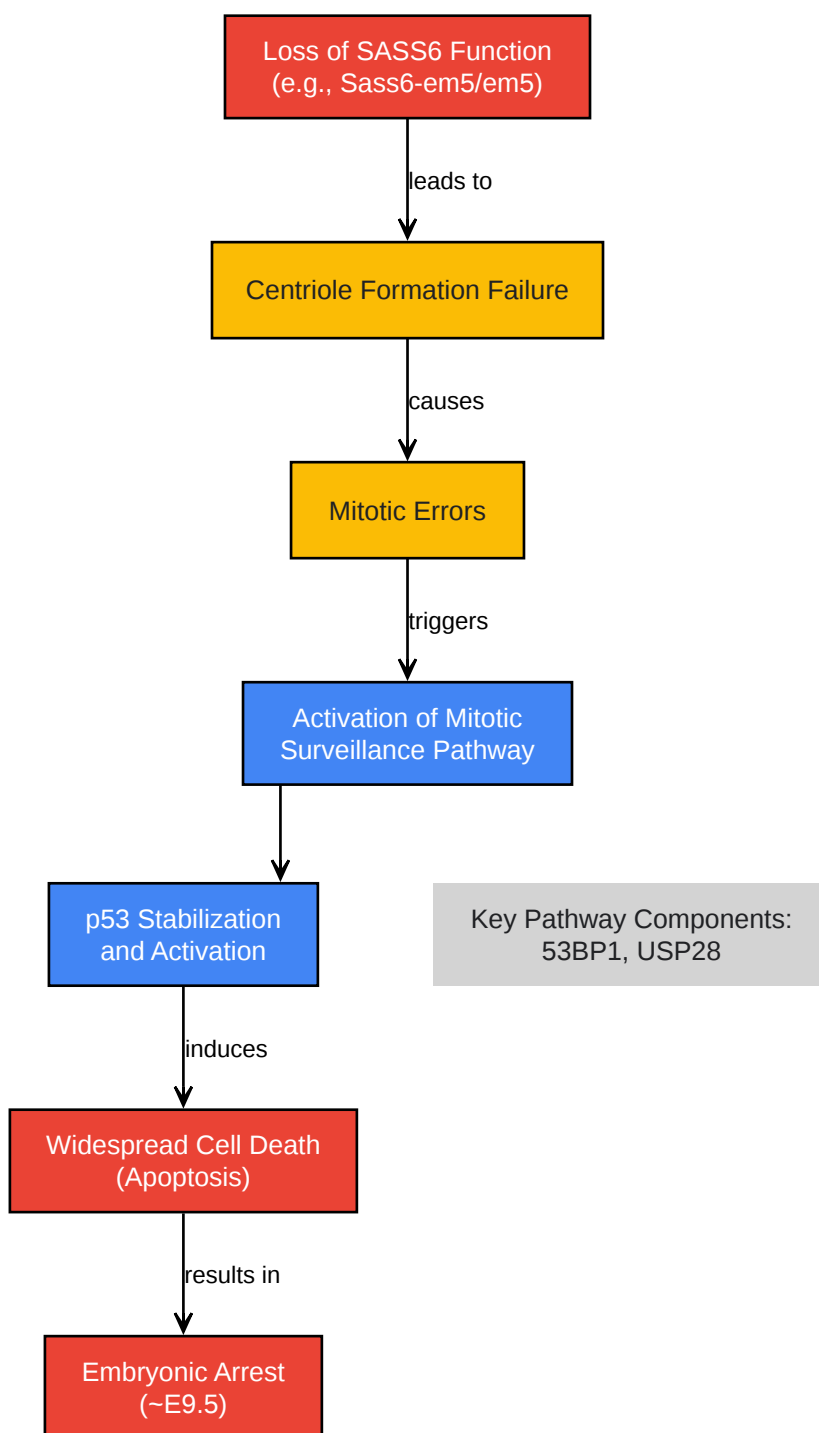 Loss of SASS6 Function
(e.g., Sass6-em5/em5)
leads to
Centriole Formation Failure
causes
Mitotic Errors
triggers
Activation of Mitotic
Surveillance Pathway
p53 Stabilization
and Activation
Key Pathway Components:
53BP1, USP28
induces
Widespread Cell Death
(Apoptosis)
results in
Embryonic Arrest
(~E9.5)